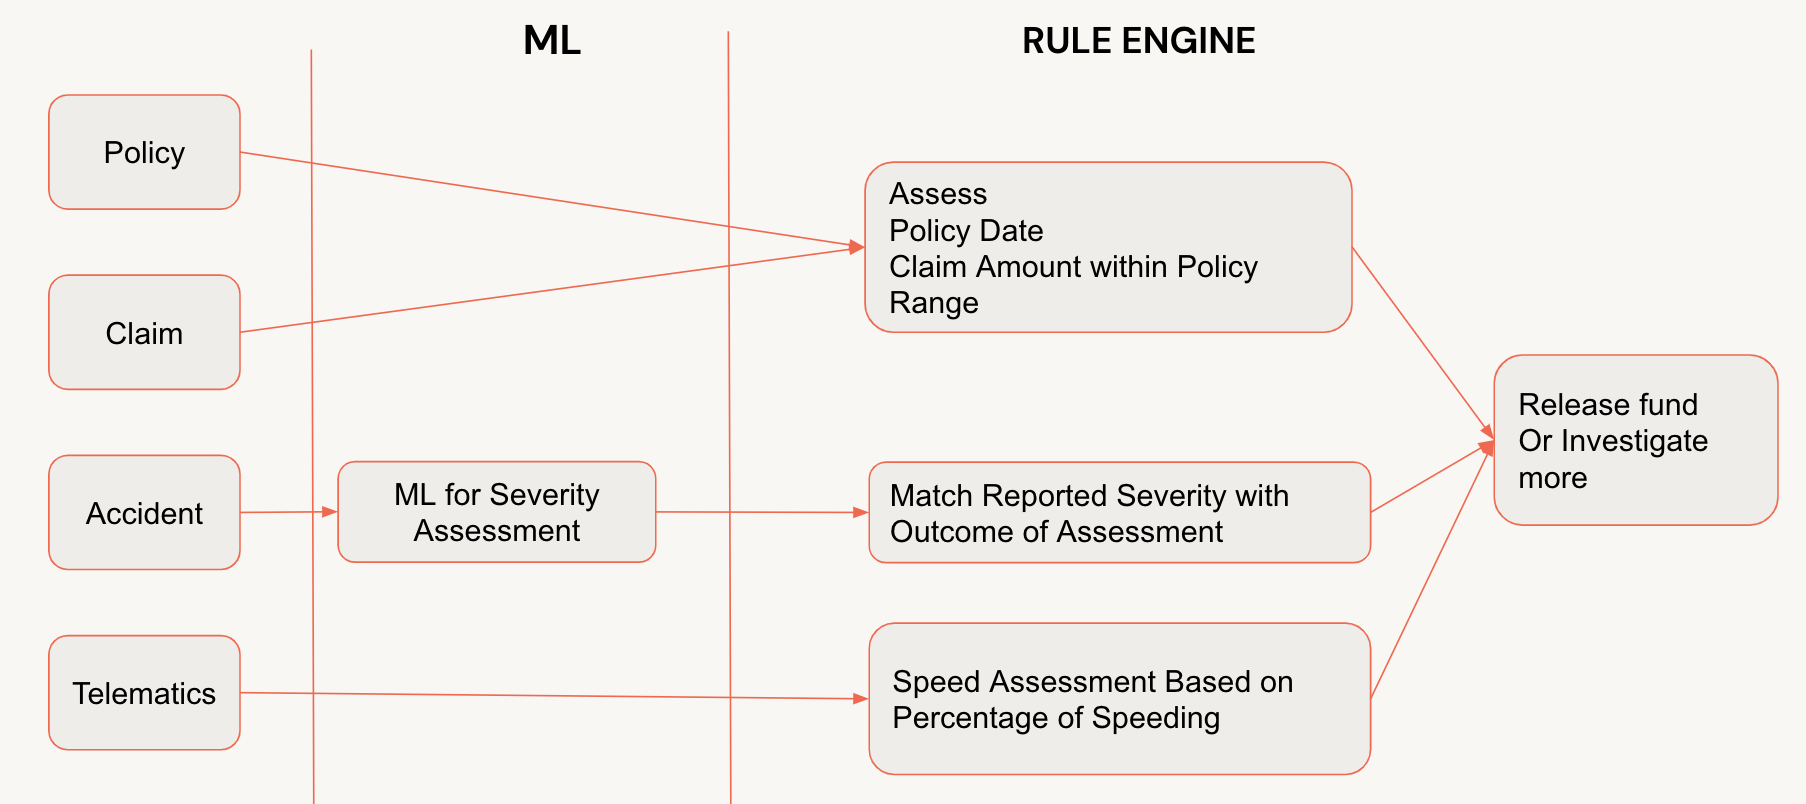 ML
RULE ENGINE
Policy
Claim
Accident
Telematics
ML for Severity
Assessment
Assess
Policy Date
Claim Amount within Policy
Range
Match Reported Severity with
Outcome of Assessment
Speed Assessment Based on
Percentage of Speeding
Release fund
Or Investigate
more